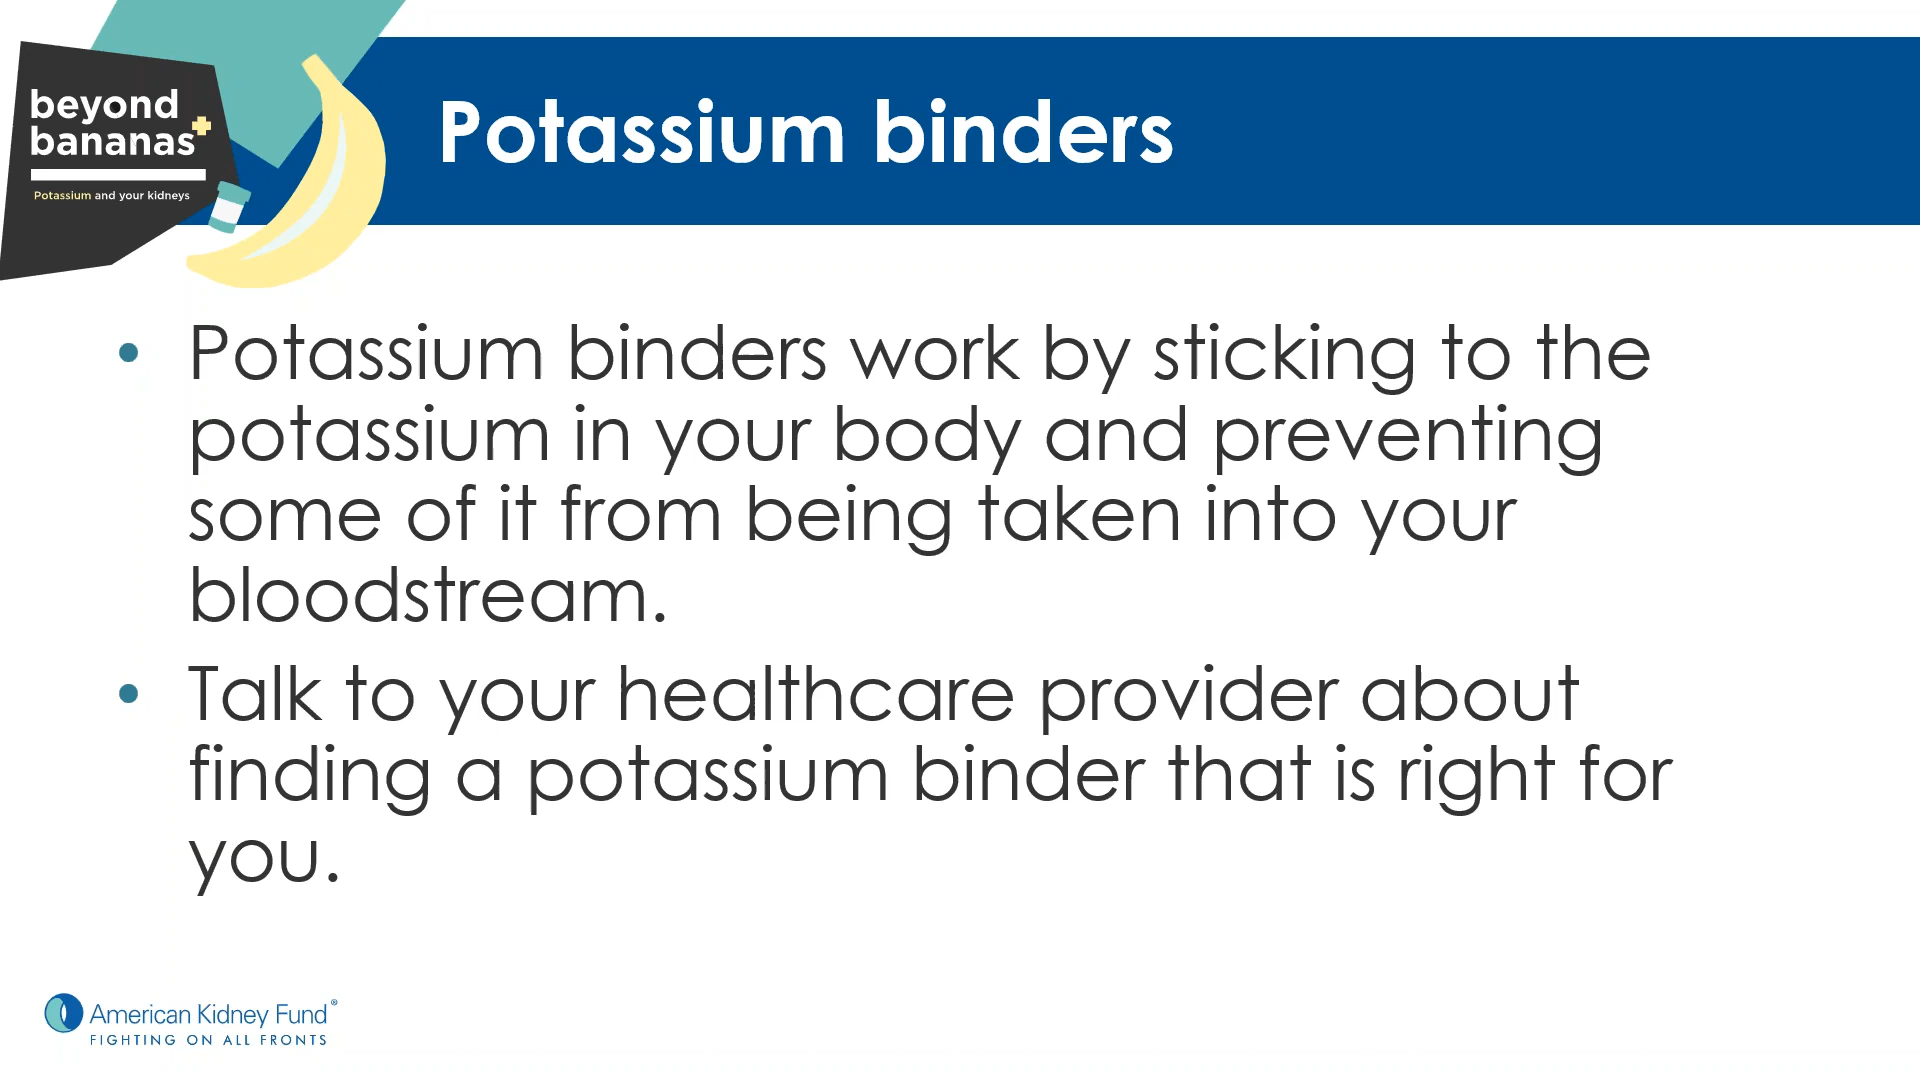 beyond
bananas+
Potassium and your kidneys
Potassium binders
• Potassium binders work by sticking to the
potassium in your body and preventing
some of it from being taken into your
bloodstream.
• Talk to your healthcare provider about
finding a potassium binder that is right for
you.
American Kidney Fund®
FIGHTING ON ALL FRONTS